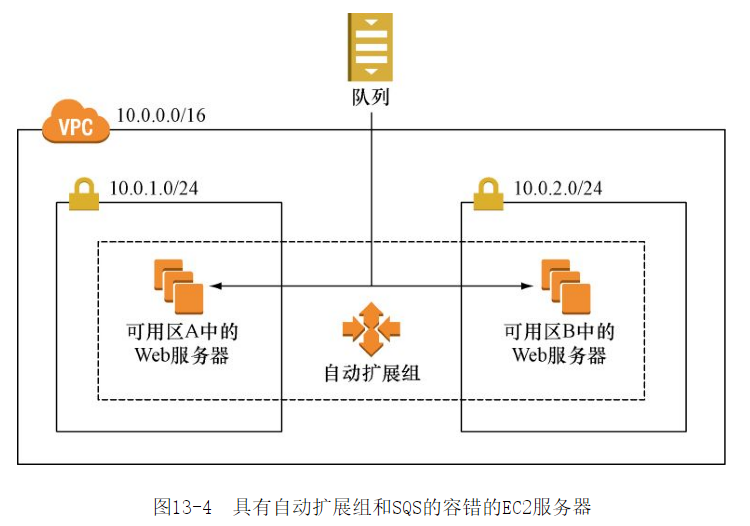 队列
VPC
10.0.0.0/16
10.0.1.0/24
10.0.2.0/24
可用区A中的
Web服务器
可用区B中的
Web服务器
自动扩展组
图13-4 具有自动扩展组和SQS的容错的EC2服务器